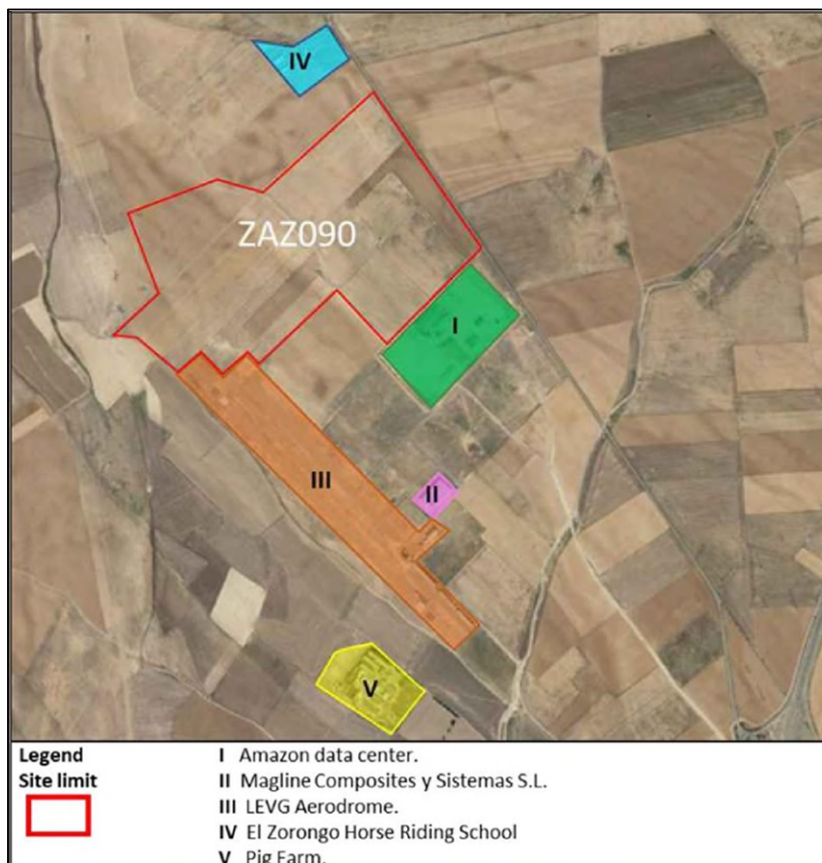 IV
ZAZ090
I
III
II
V
Legend
Site limit
I Amazon data center.
II Magline Composites y Sistemas S.L.
III LEVG Aerodrome.
IV El Zorongo Horse Riding School
V Pig Farm.